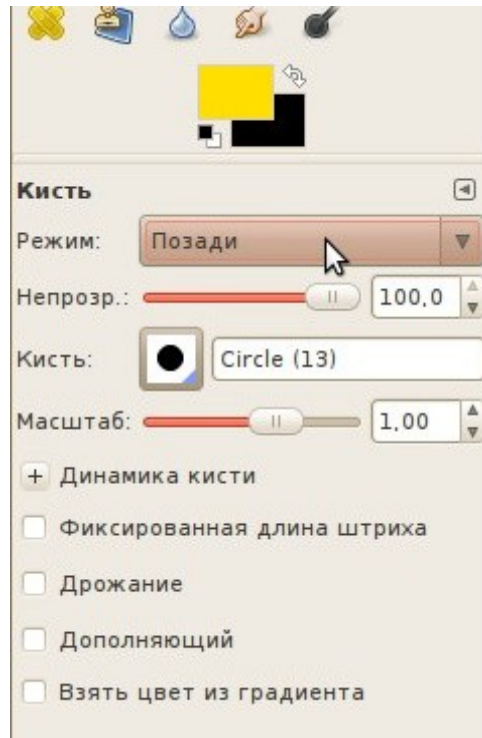 Кисть
Режим: Позади
Непрозр.: 100,0
Кисть: Circle (13)
Масштаб: 1,00
+ Динамика кисти
Фиксированная длина штриха
Дрожание
Дополняющий
Взять цвет из градиента